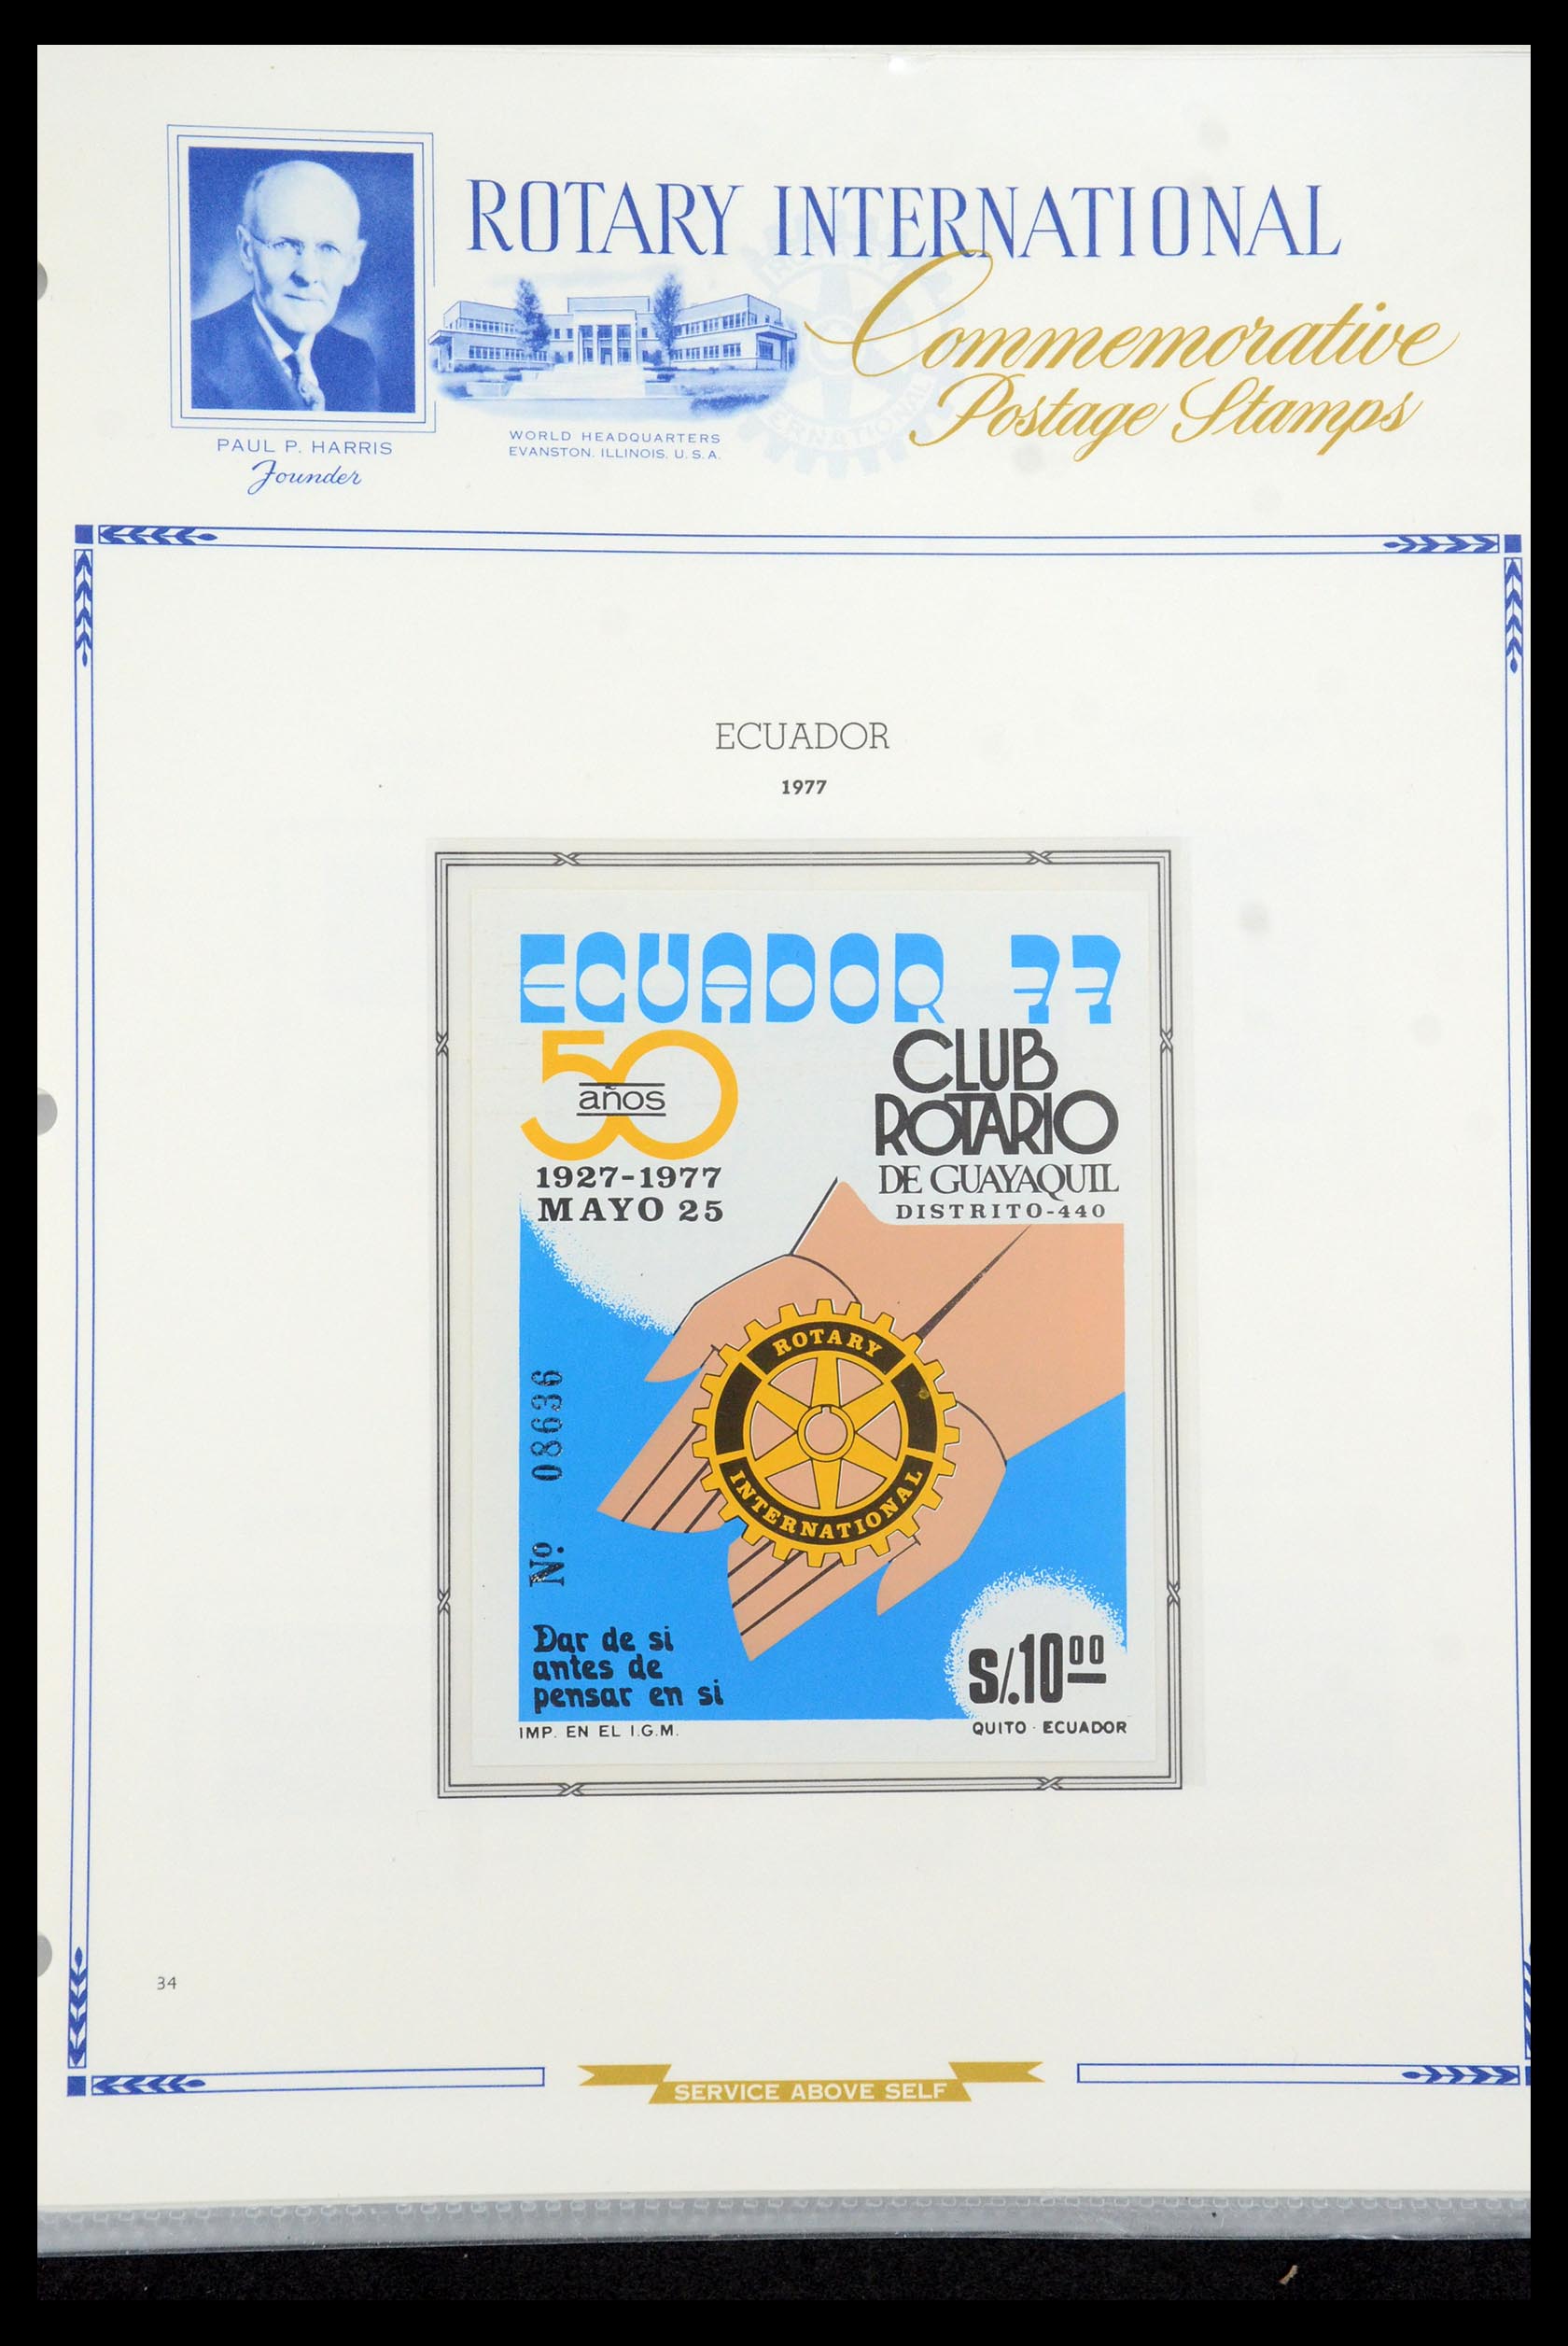 ROTARY INTERNATIONAL
Commemorative
Postage Stamps
PAUL P. HARRIS
Founder
WORLD HEADQUARTERS
EVANSTON, ILLINOIS, U.S.A.
ECUADOR
1977
ECUADOR 77
50
años
1927-1977
MAYO 25
CLUB
ROTARIO
DE GUAYAQUIL
DISTRITO-440
ROTARY
INTERNATIONAL
Nº 08636
Dar de si
antes de
pensar en si
S/.10 00
IMP. EN EL I.G.M.
QUITO · ECUADOR
34
SERVICE ABOVE SELF